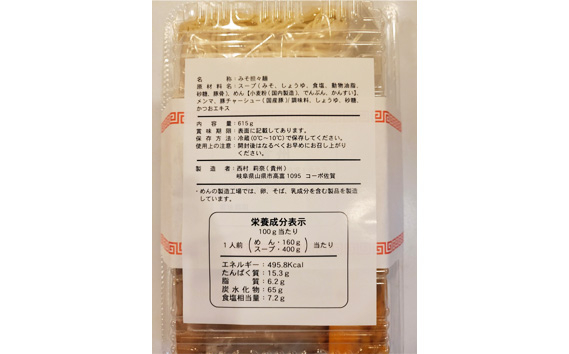 名　　称：みそ担々麺
原 材 料 名：スープ(みそ、しょうゆ、食塩、動物油脂、
砂糖、豚骨)、めん【小麦粉(国内製造)、でんぷん、かんすい】、
メンマ、豚チャーシュー(国産豚)/調味料、しょうゆ、砂糖、
かつおエキス
内　容　量：615g
賞 味 期 限：表面に記載してあります。
保 存 方 法：冷蔵(0℃~10℃)で保存してください。
使用上の注意：開封後はなるべくお早めにお召し上がり
ください。
製　造　者：西村 莉奈(貴州)
岐阜県山県市高富1095 コーポ佐賀
・めんの製造工場では、卵、そば、乳成分を含む製品を製造
しています。
栄養成分表示
100g当たり
1人前(めん・160g スープ・400g)当たり
エネルギー：495.8Kcal
たんぱく質：15.3g
脂　　質：6.2g
炭水化物：65g
食塩相当量：7.2g